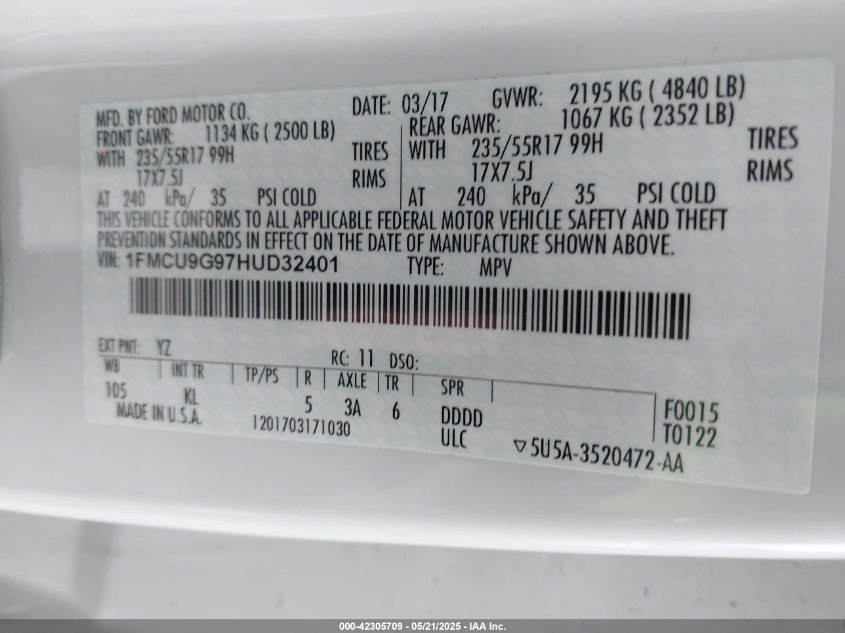 MFD. BY FORD MOTOR CO. DATE: 03/17 GVWR: 2195 KG ( 4840 LB)
FRONT GAWR: 1134 KG ( 2500 LB) REAR GAWR: 1067 KG ( 2352 LB)
WITH 235/55R17 99H TIRES WITH 235/55R17 99H TIRES
17X7.5J RIMS 17X7.5J RIMS
AT 240 kPa/ 35 PSI COLD AT 240 kPa/ 35 PSI COLD
THIS VEHICLE CONFORMS TO ALL APPLICABLE FEDERAL MOTOR VEHICLE SAFETY AND THEFT
PREVENTION STANDARDS IN EFFECT ON THE DATE OF MANUFACTURE SHOWN ABOVE.
VIN: 1FMCU9G97HUD32401 TYPE: MPV
EXT PNT: YZ RC: 11 DSO:
WB INT TR TP/PS R AXLE TR SPR
105 KL 5 3A 6 DDDD F0015
MADE IN U.S.A. 1201703171030 ULC T0122
▽5U5A-3520472-AA
000-42305709 - 05/21/2025 - IAA Inc.